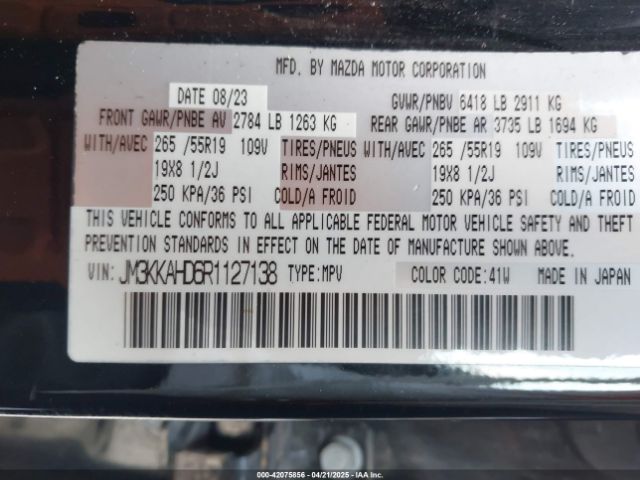 MFD. BY MAZDA MOTOR CORPORATION
DATE 08/23 GVWR/PNBV 6418 LB 2911 KG
FRONT GAWR/PNBE AV 2784 LB 1263 KG REAR GAWR/PNBE AR 3735 LB 1694 KG
WITH/AVEC 265 /55R19 109V TIRES/PNEUS WITH/AVEC 265 /55R19 109V TIRES/PNEUS
19X8 1/2J RIMS/JANTES 19X8 1/2J RIMS/JANTES
250 KPA/36 PSI COLD/A FROID 250 KPA/36 PSI COLD/A FROID
THIS VEHICLE CONFORMS TO ALL APPLICABLE FEDERAL MOTOR VEHICLE SAFETY AND THEFT
PREVENTION STANDARDS IN EFFECT ON THE DATE OF MANUFACTURE SHOWN ABOVE.
VIN: JM3KKAHD6R1127138 TYPE:MPV COLOR CODE:41W MADE IN JAPAN
000-42075856 - 04/21/2025 - IAAI.COM